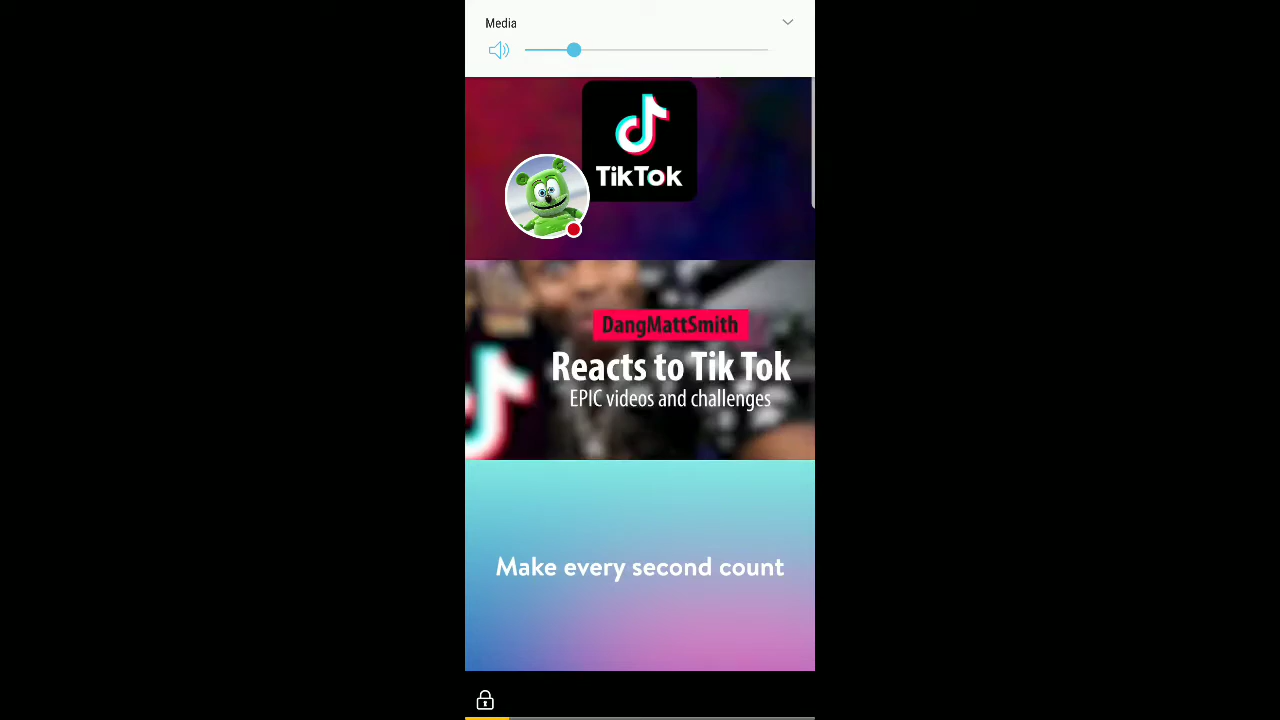 Media
TikTok
DangMattSmith
Reacts to Tik Tok
EPIC videos and challenges
Make every second count